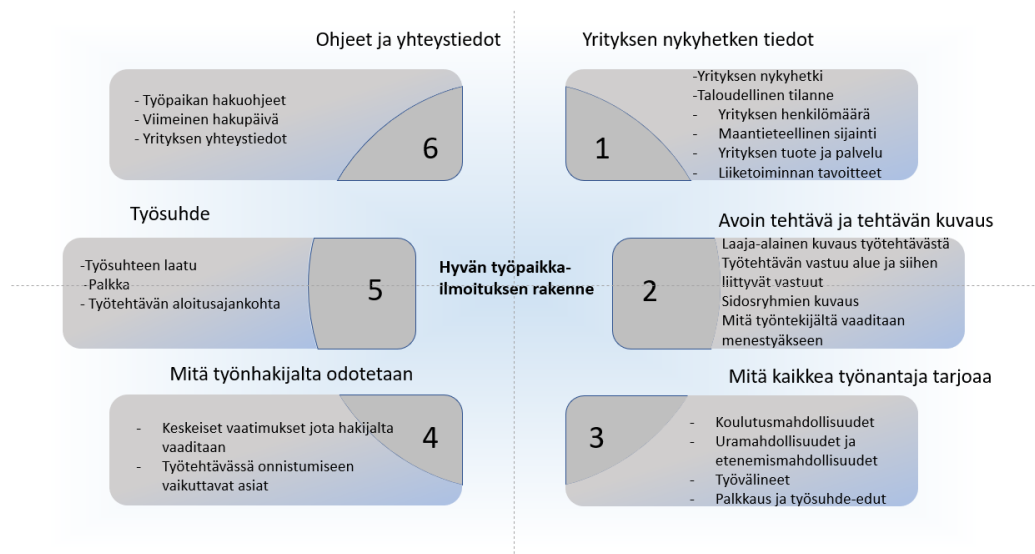 Ohjeet ja yhteystiedot
- Työpaikan hakuohjeet
- Viimeinen hakupäivä
- Yrityksen yhteystiedot
6
Yrityksen nykyhetken tiedot
-Yrityksen nykyhetki
-Taloudellinen tilanne
- Yrityksen henkilömäärä
- Maantieteellinen sijainti
- Yrityksen tuote ja palvelu
- Liiketoiminnan tavoitteet
1
Työsuhde
-Työsuhteen laatu
-Palkka
- Työtehtävän aloitusajankohta
5
Hyvän työpaikka-
ilmoituksen rakenne
Avoin tehtävä ja tehtävän kuvaus
Laaja-alainen kuvaus työtehtävästä
Työtehtävän vastuu alue ja siihen
liittyvät vastuut
Sidosryhmien kuvaus
Mitä työntekijältä vaaditaan
menestyäkseen
2
Mitä työnhakijalta odotetaan
- Keskeiset vaatimukset jota hakijalta
vaaditaan
- Työtehtävässä onnistumiseen
vaikuttavat asiat
4
Mitä kaikkea työnantaja tarjoaa
- Koulutusmahdollisuudet
- Uramahdollisuudet ja
etenemismahdollisuudet
- Työvälineet
- Palkkaus ja työsuhde-edut
3